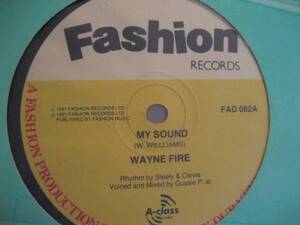 Fashion
RECORDS
℗ 1991 FASHION RECORDS LTD
© 1991 FASHION RECORDS LTD
PUBLISHED BY FASHION MUSIC
FAD 082A
MY SOUND
(W. WILLLIAMS)
WAYNE FIRE
Rhythm by Steely & Clevie
Voiced and Mixed by Gussie P. at
A-class
A FASHION PRODUCTION